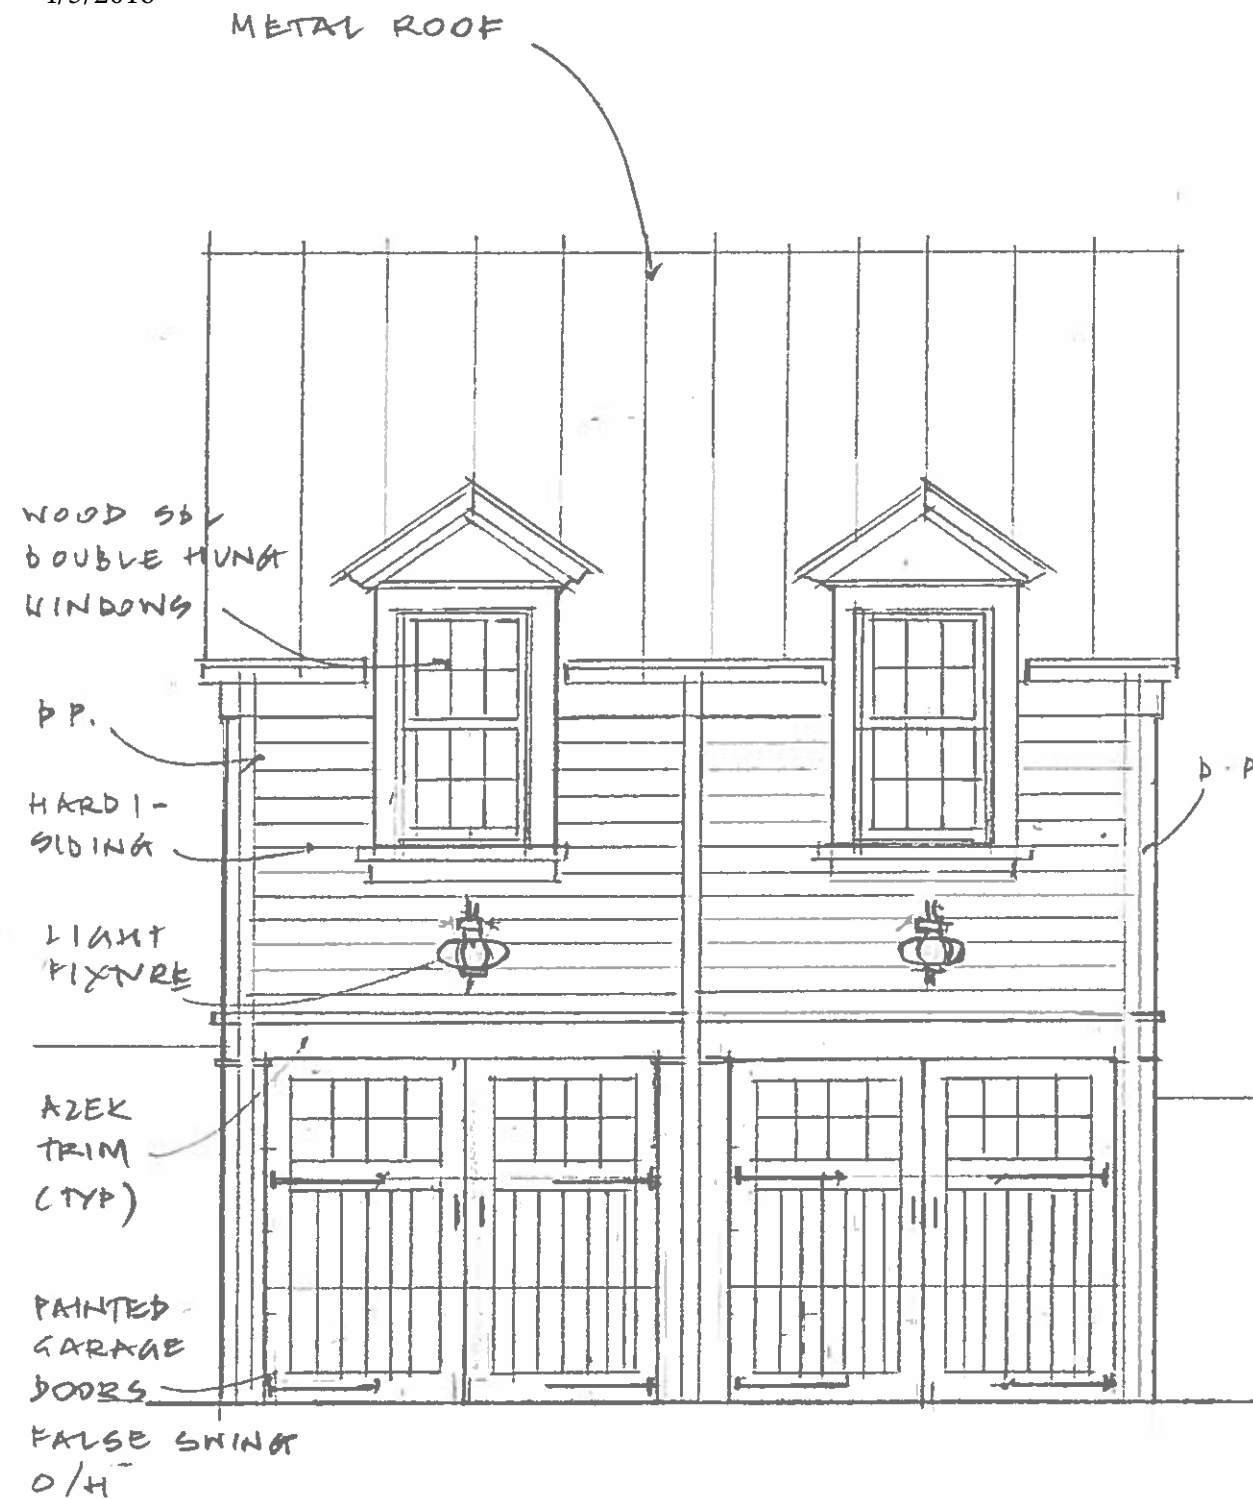 METAL ROOF
WOOD SDL
DOUBLE HUNG
WINDOWS
DP.
HARDI-
SIDING
D.P
LIGHT
FIXTURE
AZEK
TRIM
(TYP)
PAINTED
GARAGE
DOORS
FALSE SWING
O/H